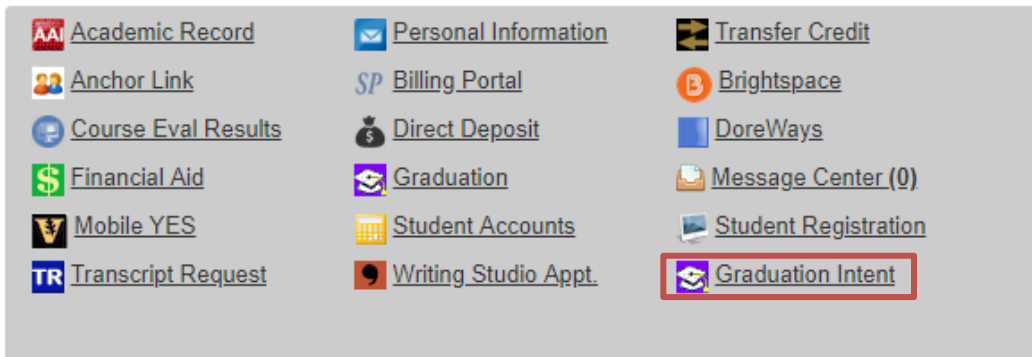 AAI Academic Record Personal Information Transfer Credit
Anchor Link SP Billing Portal B Brightspace
Course Eval Results $ Direct Deposit DoreWays
$ Financial Aid Graduation Message Center (0)
V Mobile YES Student Accounts Student Registration
TR Transcript Request Writing Studio Appt. Graduation Intent